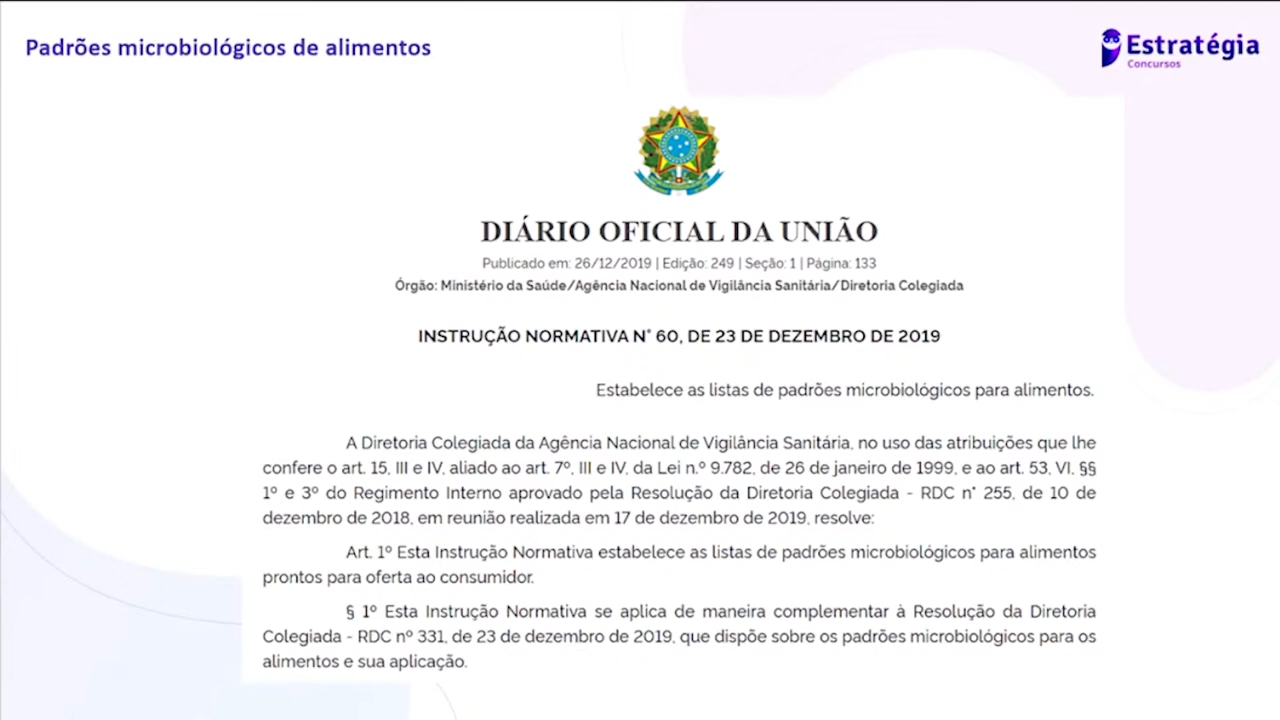 Padrões microbiológicos de alimentos
Estratégia
Concursos
DIÁRIO OFICIAL DA UNIÃO
Publicado em: 26/12/2019 | Edição: 249 | Seção: 1 | Página: 133
Órgão: Ministério da Saúde/Agência Nacional de Vigilância Sanitária/Diretoria Colegiada
INSTRUÇÃO NORMATIVA N° 60, DE 23 DE DEZEMBRO DE 2019
Estabelece as listas de padrões microbiológicos para alimentos.
A Diretoria Colegiada da Agência Nacional de Vigilância Sanitária, no uso das atribuições que lhe
confere o art. 15, III e IV, aliado ao art. 7º, III e IV, da Lei n.º 9.782, de 26 de janeiro de 1999, e ao art. 53, VI, §§
1º e 3º do Regimento Interno aprovado pela Resolução da Diretoria Colegiada - RDC n° 255, de 10 de
dezembro de 2018, em reunião realizada em 17 de dezembro de 2019, resolve:
Art. 1º Esta Instrução Normativa estabelece as listas de padrões microbiológicos para alimentos
prontos para oferta ao consumidor.
§ 1º Esta Instrução Normativa se aplica de maneira complementar à Resolução da Diretoria
Colegiada - RDC nº 331, de 23 de dezembro de 2019, que dispõe sobre os padrões microbiológicos para os
alimentos e sua aplicação.